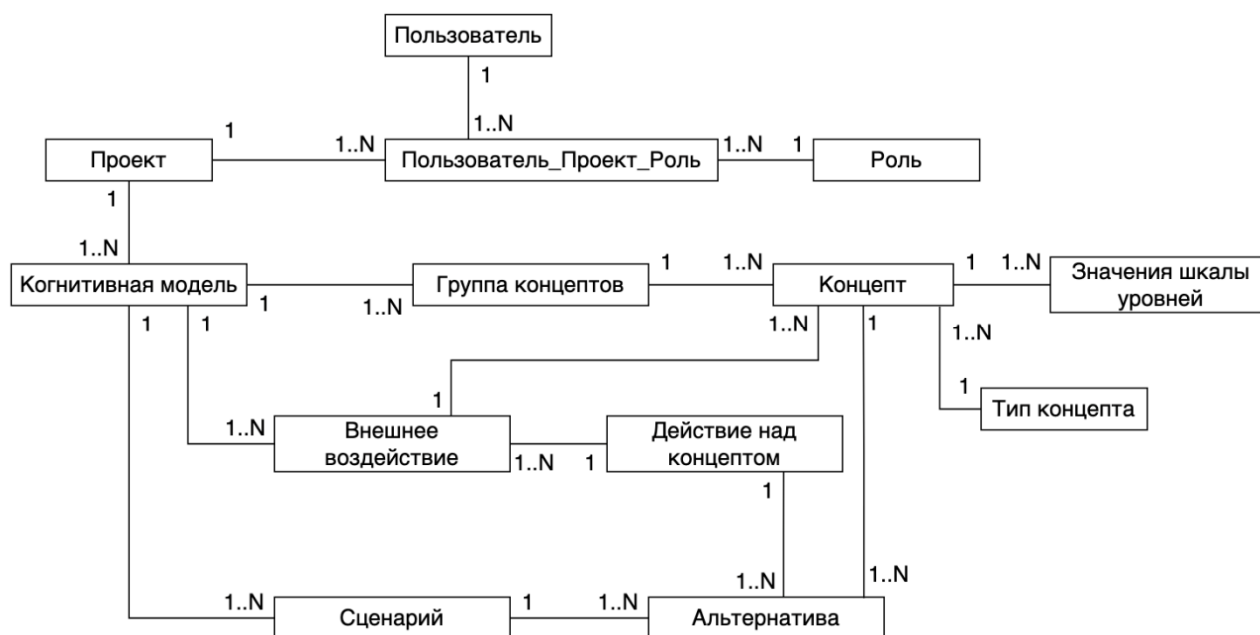 Пользователь
1
1..N
1
1..N
1..N
1
Проект
Пользователь_Проект_Роль
Роль
1
1..N
1
1..N
1
1..N
Когнитивная модель
Группа концептов
Концепт
Значения шкалы
уровней
1
1..N
1
1
1..N
1
1..N
1
Тип концепта
1
1..N
Внешнее
воздействие
Действие над
концептом
1..N
1
1
1..N
1..N
1..N
1
1..N
Сценарий
Альтернатива